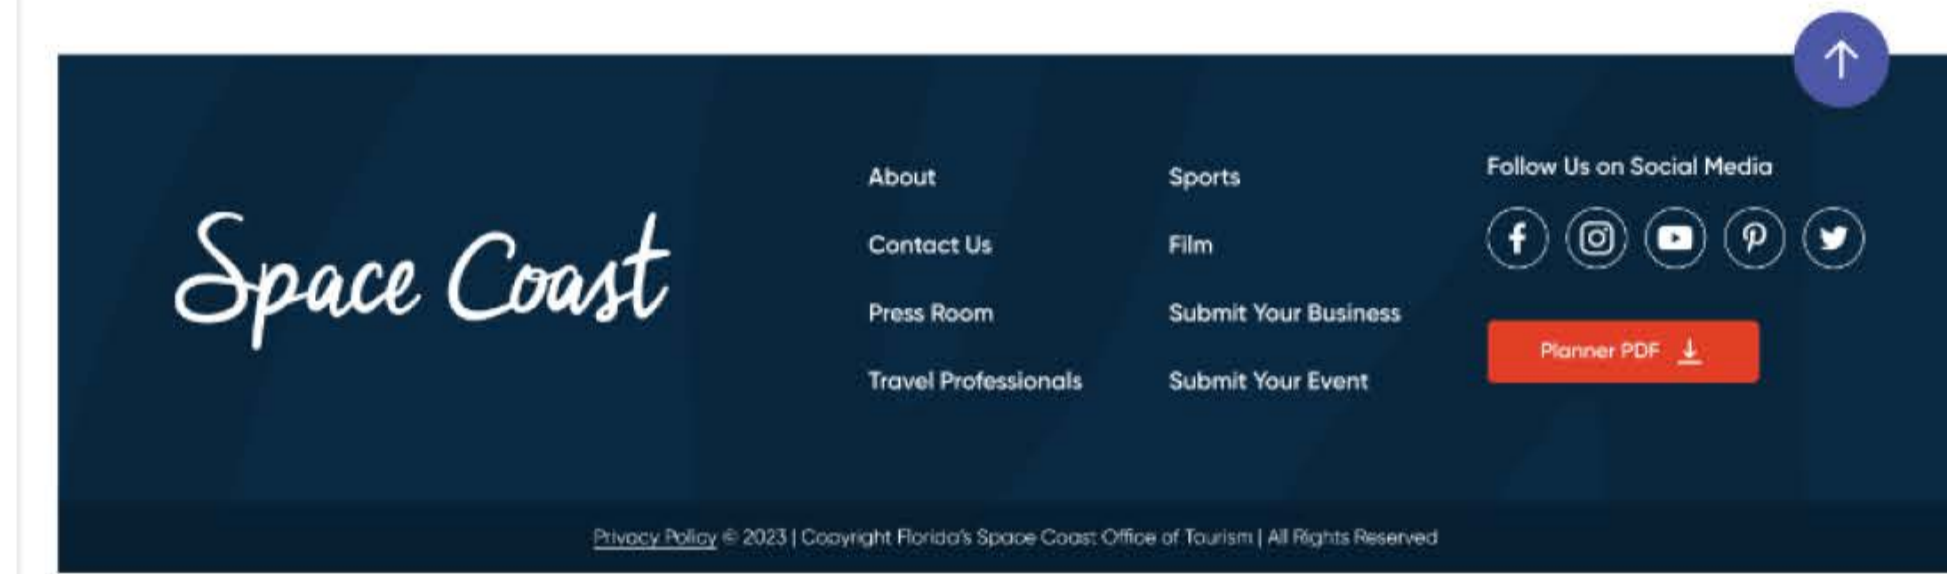 Space Coast
About
Contact Us
Press Room
Travel Professionals
Sports
Film
Submit Your Business
Submit Your Event
Follow Us on Social Media
Planner PDF
Privacy Policy © 2023 | Copyright Florida's Space Coast Office of Tourism | All Rights Reserved